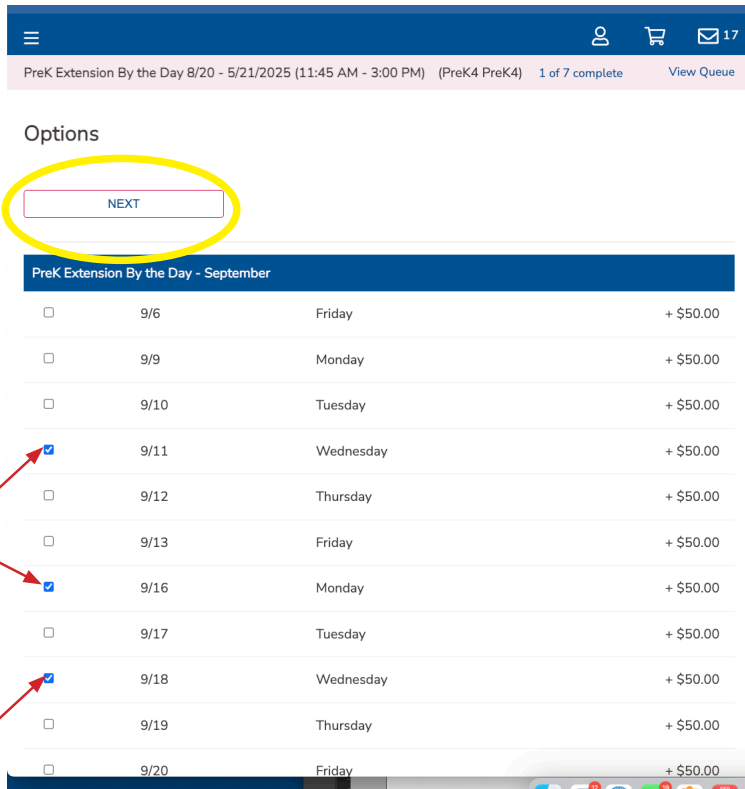 17
PreK Extension By the Day 8/20 - 5/21/2025 (11:45 AM - 3:00 PM) (PreK4 PreK4) 1 of 7 complete View Queue
Options
NEXT
PreK Extension By the Day - September
9/6 Friday + $50.00
9/9 Monday + $50.00
9/10 Tuesday + $50.00
9/11 Wednesday + $50.00
9/12 Thursday + $50.00
9/13 Friday + $50.00
9/16 Monday + $50.00
9/17 Tuesday + $50.00
9/18 Wednesday + $50.00
9/19 Thursday + $50.00
9/20 Friday + $50.00
12